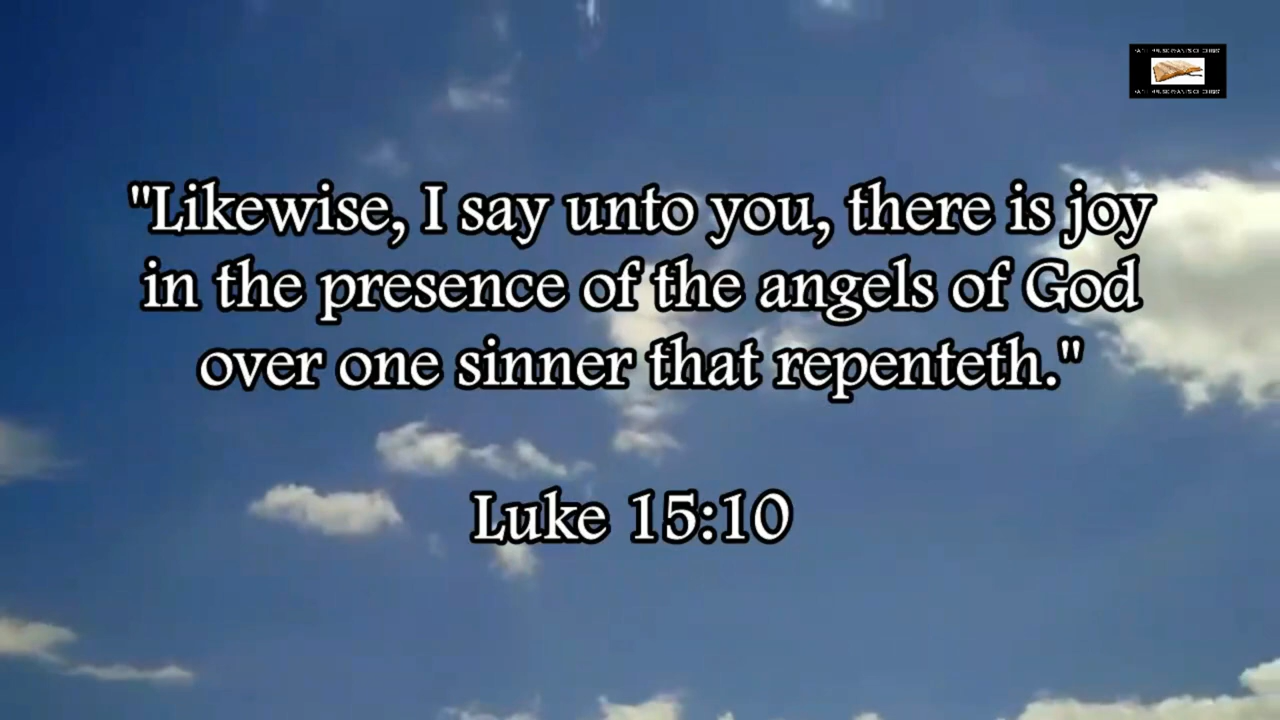 "Likewise, I say unto you, there is joy
in the presence of the angels of God
over one sinner that repenteth."
Luke 15:10